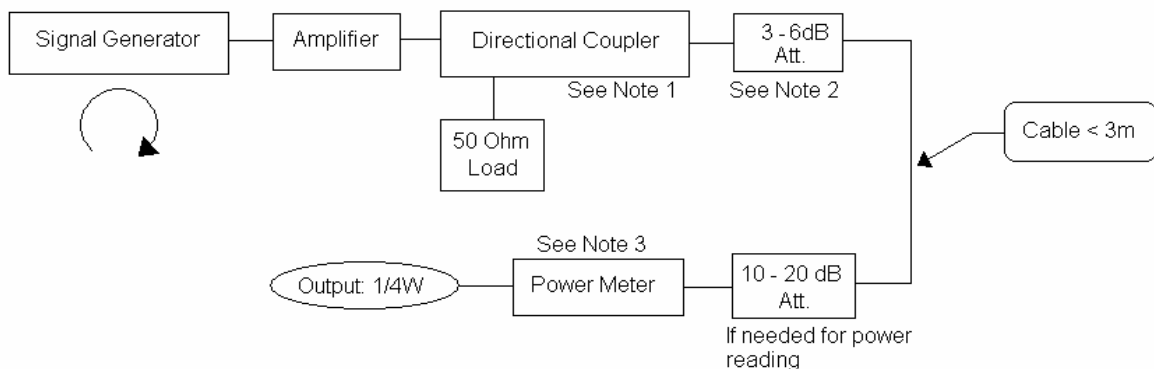 Signal Generator
Amplifier
Directional Coupler
3 - 6dB
Att.
See Note 1
See Note 2
50 Ohm
Load
Cable < 3m
See Note 3
Output: 1/4W
Power Meter
10 - 20 dB
Att.
If needed for power
reading